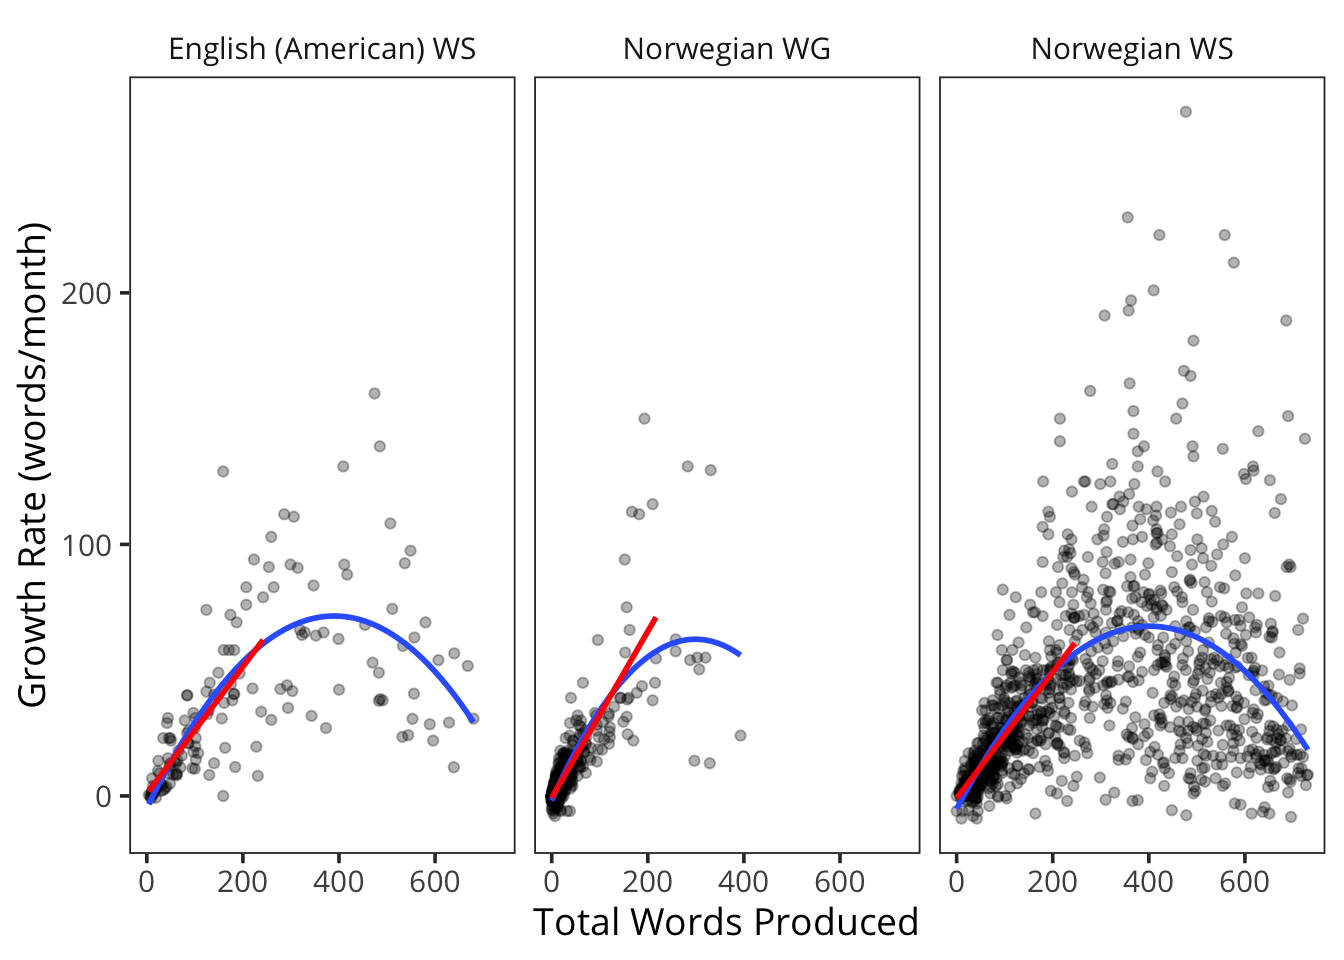 English (American) WS
Norwegian WG
Norwegian WS
Growth Rate (words/month)
200
100
0
0 200 400 600
0 200 400 600
0 200 400 600
Total Words Produced